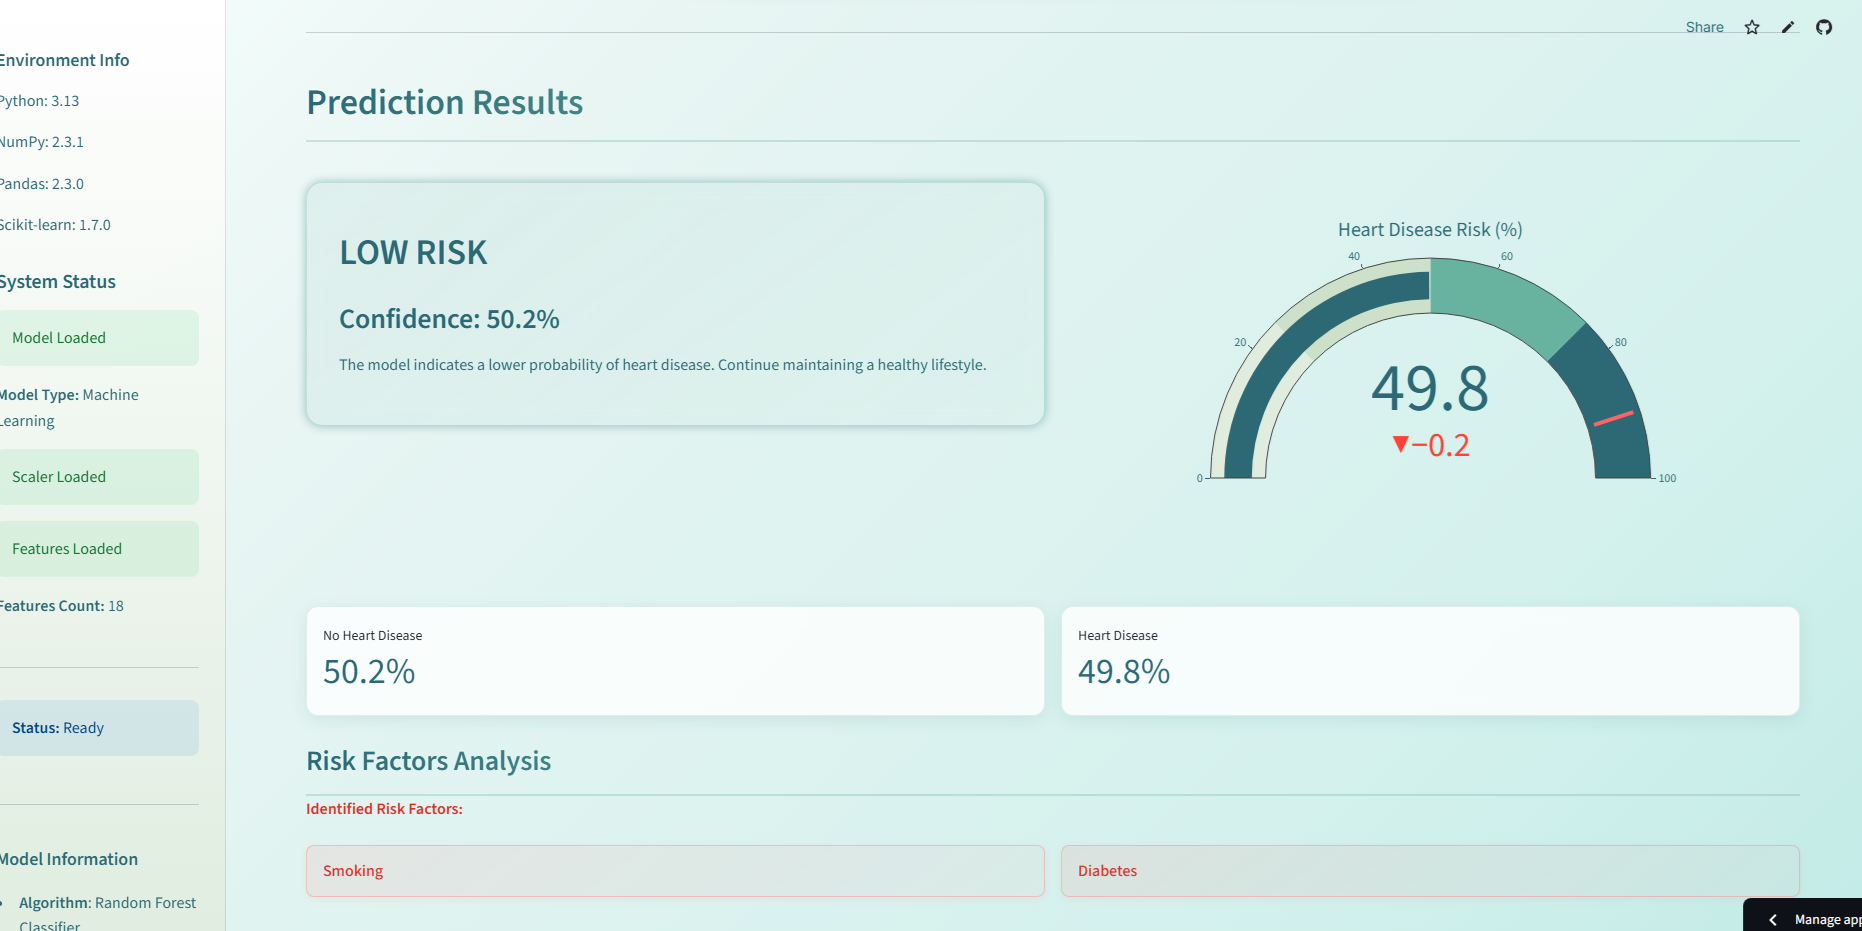 Environment Info
Python: 3.13
NumPy: 2.3.1
Pandas: 2.3.0
Scikit-learn: 1.7.0
System Status
Model Loaded
Model Type: Machine
Learning
Scaler Loaded
Features Loaded
Features Count: 18
Status: Ready
Model Information
Algorithm: Random Forest
Classifier
Share
Prediction Results
LOW RISK
Confidence: 50.2%
The model indicates a lower probability of heart disease. Continue maintaining a healthy lifestyle.
Heart Disease Risk (%)
0
20
40
60
80
100
49.8
▼−0.2
No Heart Disease
50.2%
Heart Disease
49.8%
Risk Factors Analysis
Identified Risk Factors:
Smoking
Diabetes
Manage app